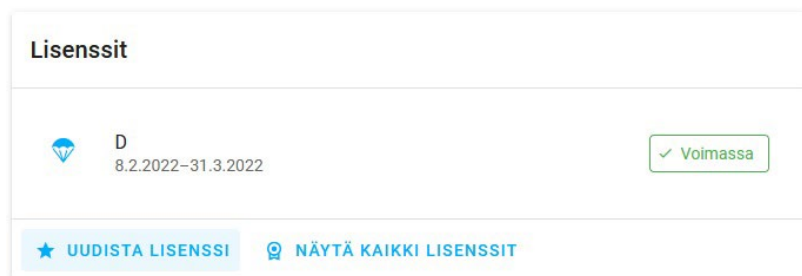 Lisenssit
D
8.2.2022–31.3.2022
Voimassa
UUDISTA LISENSSI
NÄYTÄ KAIKKI LISENSSIT